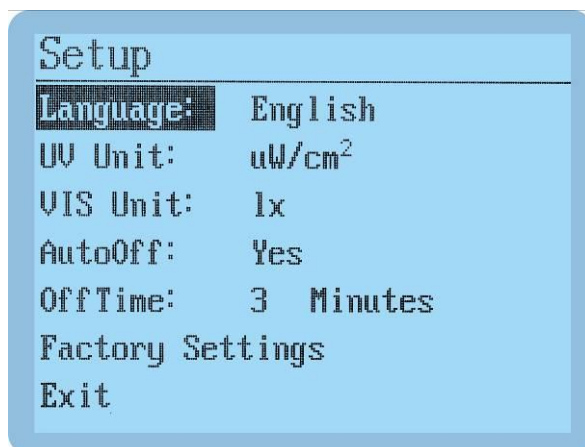 Setup
Language: English
UV Unit: uW/cm²
VIS Unit: lx
AutoOff: Yes
OffTime: 3 Minutes
Factory Settings
Exit